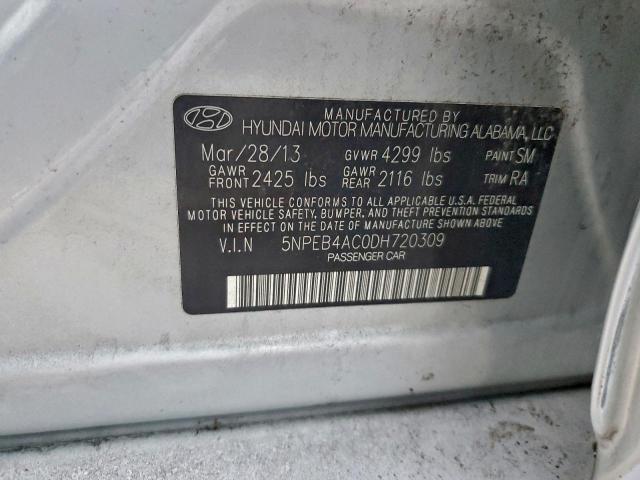 MANUFACTURED BY
HYUNDAI MOTOR MANUFACTURING ALABAMA, LLC
Mar/28/13 GVWR 4299 lbs PAINT SM
GAWR FRONT 2425 lbs GAWR REAR 2116 lbs TRIM RA
THIS VEHICLE CONFORMS TO ALL APPLICABLE U.S.A FEDERAL
MOTOR VEHICLE SAFETY, BUMPER, AND THEFT PREVENTION
STANDARDS IN EFFECT ON THE DATE OF MANUFACTURE SHOWN ABOVE
V.I.N 5NPEB4AC0DH720309
PASSENGER CAR